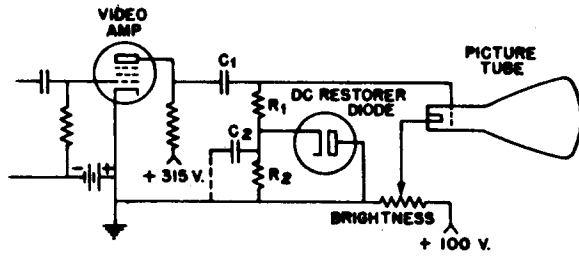 VIDEO
AMP
C1
PICTURE
TUBE
R1
DC RESTORER
DIODE
C2
R2
- +
+ 315 V.
BRIGHTNESS
+ 100 V.